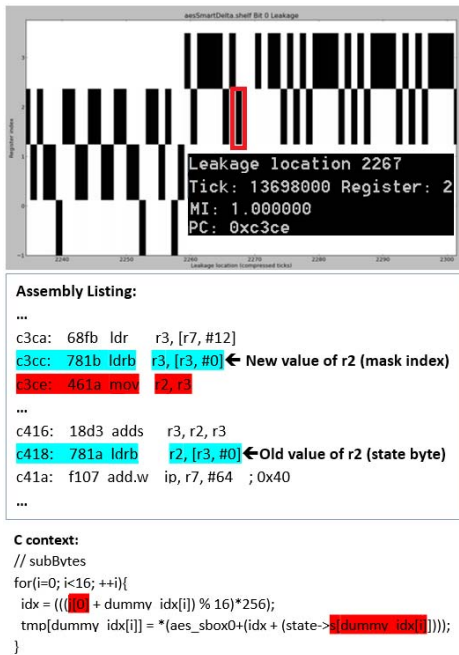 aesSmartDelta.shelf Bit 0 Leakage
Register index
3
2
1
0
−1
Leakage location 2267
Tick: 13698000 Register: 2
MI: 1.000000
PC: 0xc3ce
2240 2250 2260 2270 2280 2290 2300
Leakage location (compressed ticks)
Assembly Listing:
...
c3ca: 68fb ldr r3, [r7, #12]
c3cc: 781b ldrb r3, [r3, #0] ← New value of r2 (mask index)
c3ce: 461a mov r2, r3
...
c416: 18d3 adds r3, r2, r3
c418: 781a ldrb r2, [r3, #0] ← Old value of r2 (state byte)
c41a: f107 add.w ip, r7, #64 ; 0x40
...
C context:
// subBytes
for(i=0; i<16; ++i){
idx = (((j[0] + dummy_idx[i]) % 16)*256);
tmp[dummy_idx[i]] = *(aes_sbox0+(idx + (state->s[dummy_idx[i]])));
}